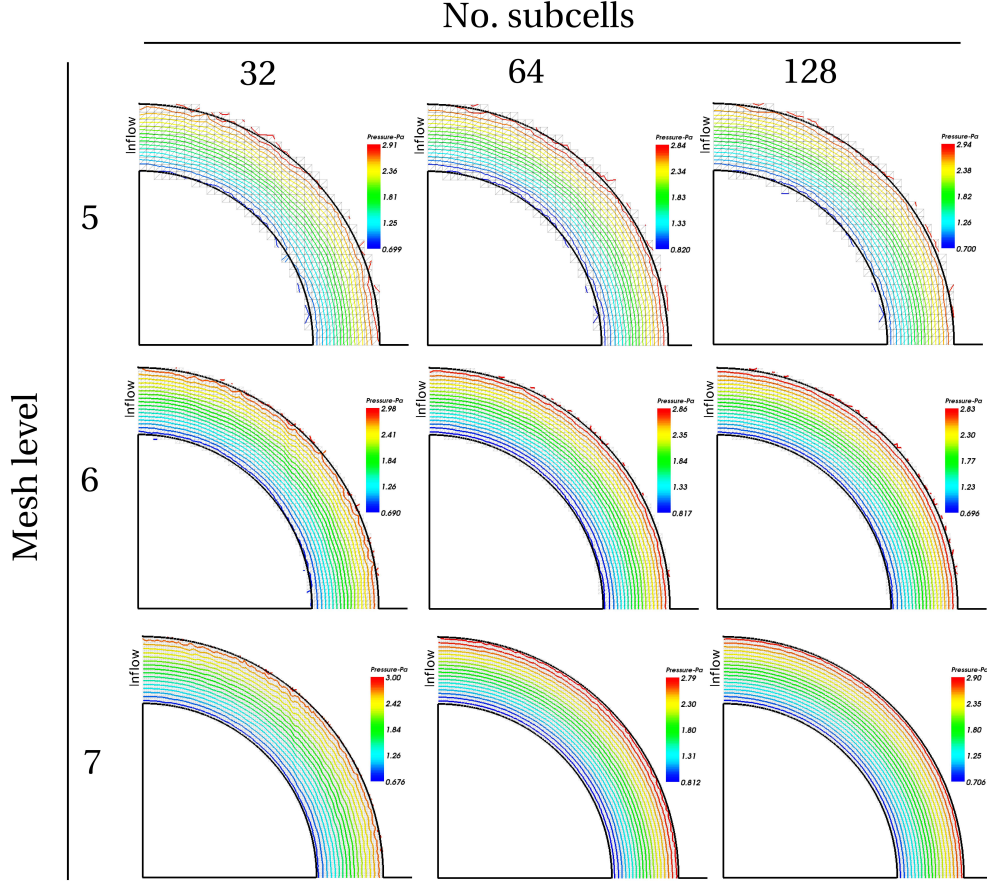 No. subcells
32 64 128
Mesh level
5
Inflow
Pressure-Pa
2.91
2.36
1.81
1.25
0.699
Inflow
Pressure-Pa
2.84
2.34
1.83
1.33
0.820
Inflow
Pressure-Pa
2.94
2.38
1.82
1.26
0.700
6
Inflow
Pressure-Pa
2.98
2.41
1.84
1.26
0.690
Inflow
Pressure-Pa
2.86
2.35
1.84
1.33
0.817
Inflow
Pressure-Pa
2.83
2.30
1.77
1.23
0.696
7
Inflow
Pressure-Pa
3.00
2.42
1.84
1.26
0.676
Inflow
Pressure-Pa
2.79
2.30
1.80
1.31
0.812
Inflow
Pressure-Pa
2.90
2.35
1.80
1.25
0.706